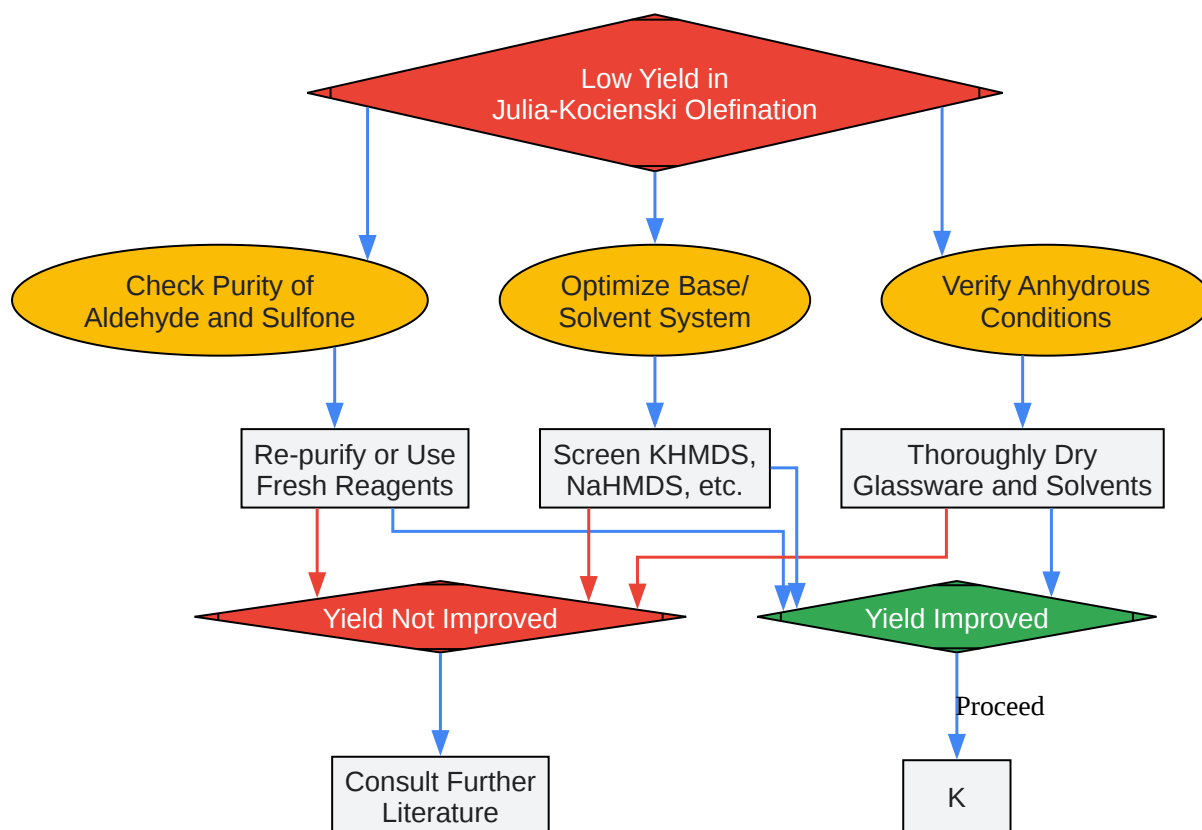 Low Yield in
Julia-Kocienski Olefination
Check Purity of
Aldehyde and Sulfone
Optimize Base/
Solvent System
Verify Anhydrous
Conditions
Re-purify or Use
Fresh Reagents
Screen KHMDS,
NaHMDS, etc.
Thoroughly Dry
Glassware and Solvents
Yield Not Improved
Yield Improved
Proceed
Consult Further
Literature
K